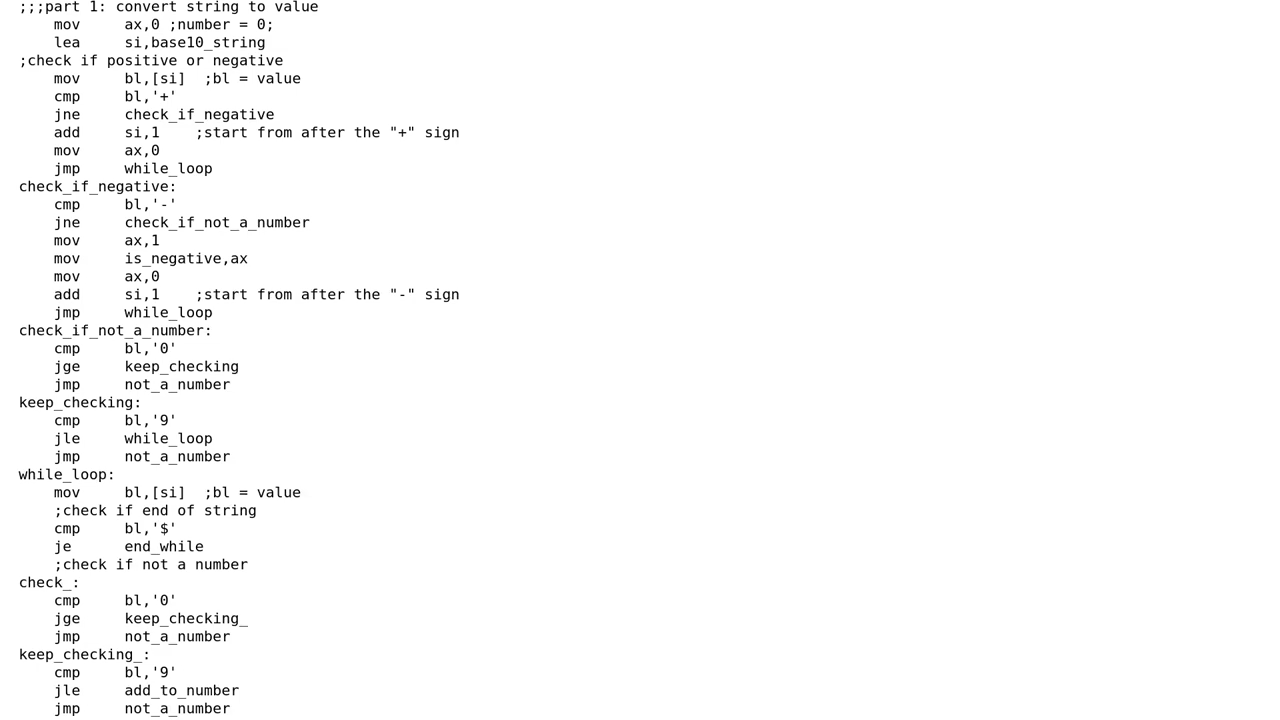 ;;;part 1: convert string to value
    mov     ax,0 ;number = 0;
    lea     si,base10_string
;check if positive or negative
    mov     bl,[si]  ;bl = value
    cmp     bl,'+'
    jne     check_if_negative
    add     si,1    ;start from after the "+" sign
    mov     ax,0
    jmp     while_loop
check_if_negative:
    cmp     bl,'-'
    jne     check_if_not_a_number
    mov     ax,1
    mov     is_negative,ax
    mov     ax,0
    add     si,1    ;start from after the "-" sign
    jmp     while_loop
check_if_not_a_number:
    cmp     bl,'0'
    jge     keep_checking
    jmp     not_a_number
keep_checking:
    cmp     bl,'9'
    jle     while_loop
    jmp     not_a_number
while_loop:
    mov     bl,[si]  ;bl = value
    ;check if end of string
    cmp     bl,'$'
    je      end_while
    ;check if not a number
check_:
    cmp     bl,'0'
    jge     keep_checking_
    jmp     not_a_number
keep_checking_:
    cmp     bl,'9'
    jle     add_to_number
    jmp     not_a_number